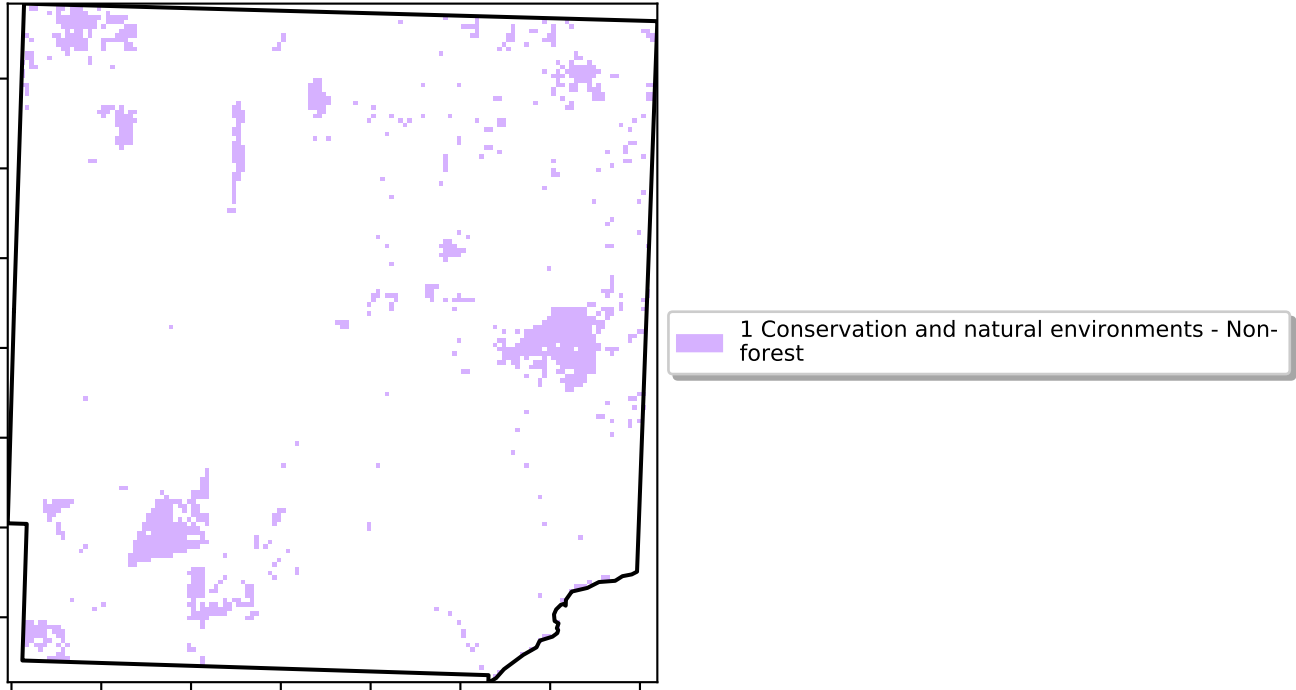 1 Conservation and natural environments - Non-
forest